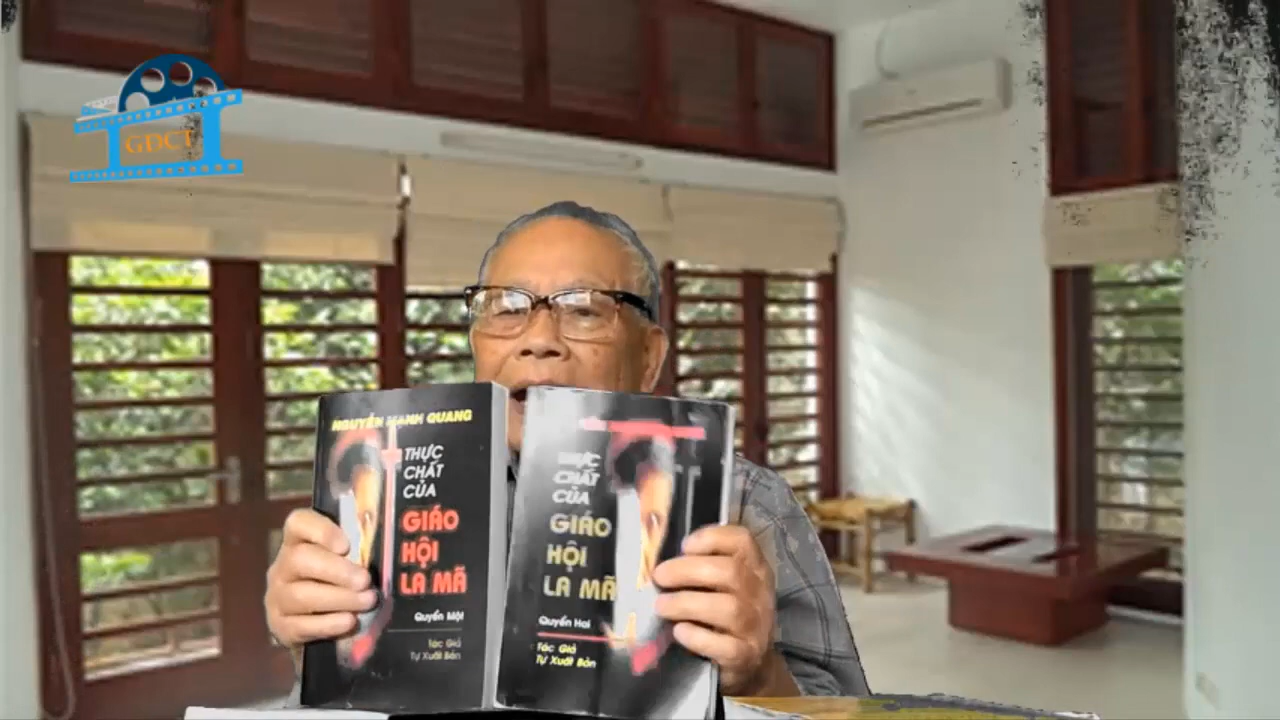 GDCT
NGUYỄN MẠNH QUANG
THỰC
CHẤT
CỦA
GIÁO
HỘI
LA MÃ
Quyển Một
Tác Giả
Tự Xuất Bản
THỰC
CHẤT
CỦA
GIÁO
HỘI
LA MÃ
Quyển Hai
Tác Giả
Tự Xuất Bản